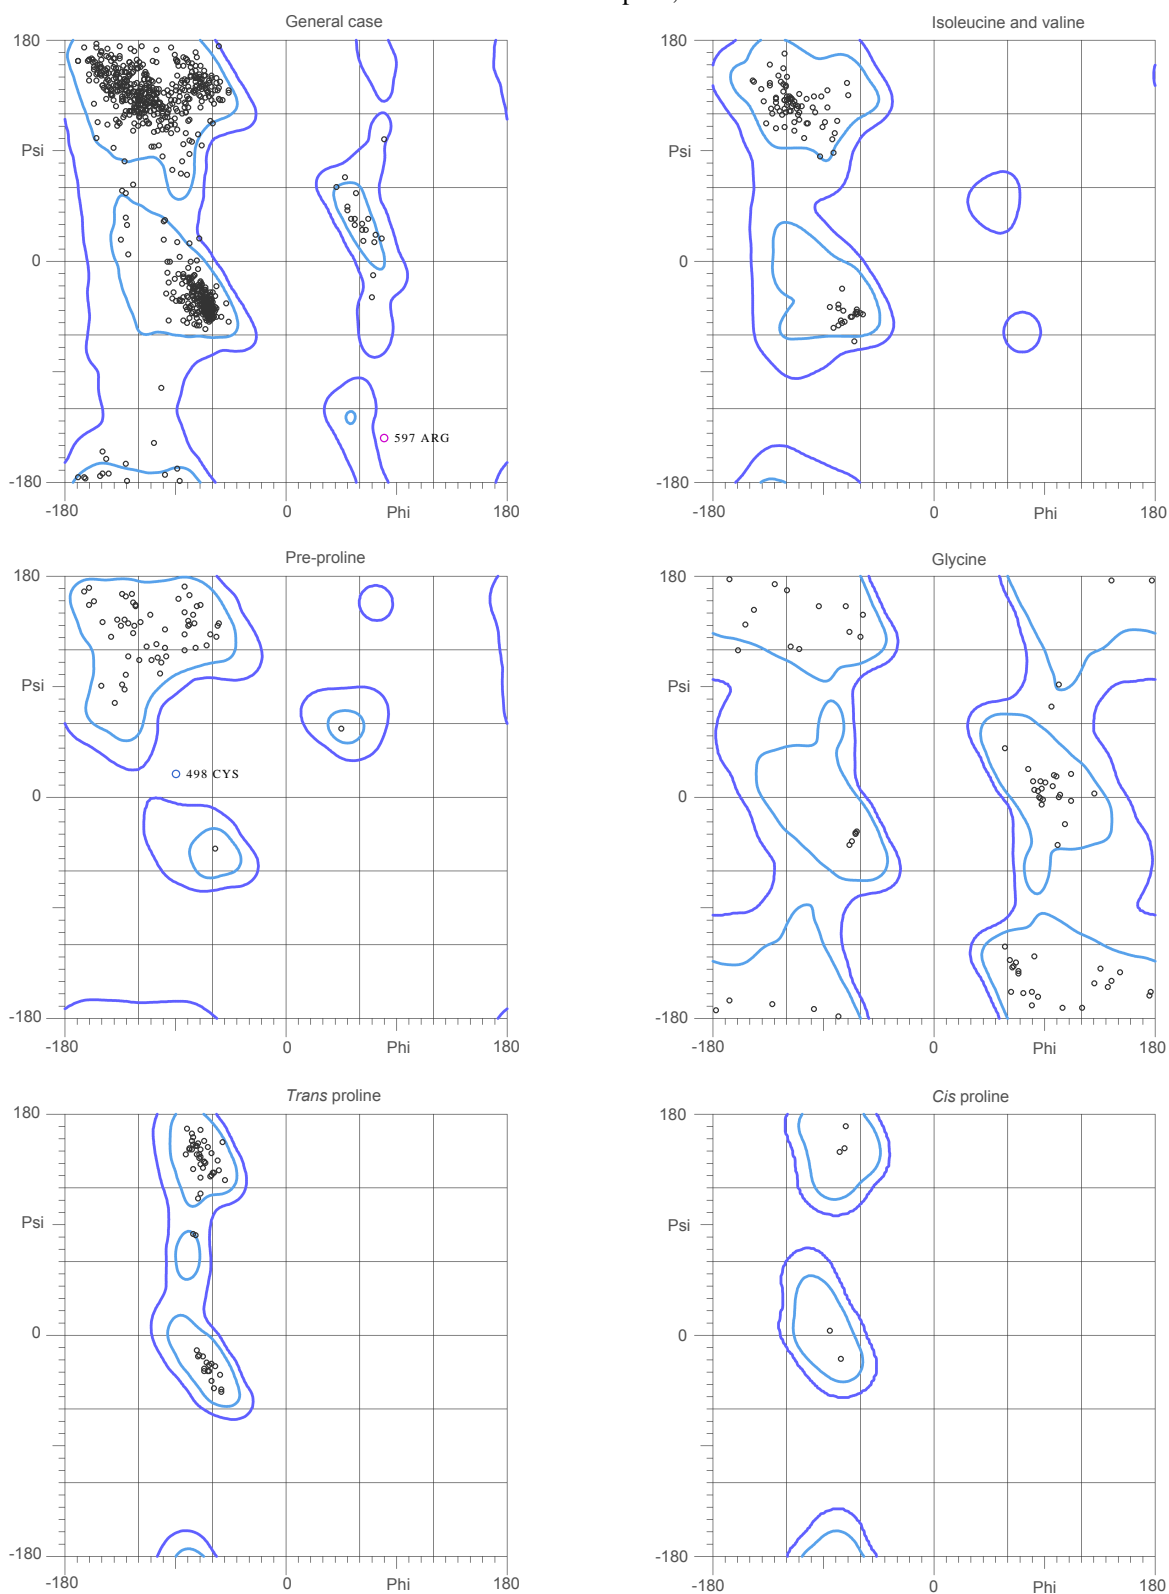 General case
180
Psi
0
597 ARG
-180
-180
0
Phi
180
Isoleucine and valine
180
Psi
0
-180
-180
0
Phi
180
Pre-proline
180
Psi
498 CYS
0
-180
-180
0
Phi
180
Glycine
180
Psi
0
-180
-180
0
Phi
180
Trans proline
180
Psi
0
-180
-180
0
Phi
180
Cis proline
180
Psi
0
-180
-180
0
Phi
180